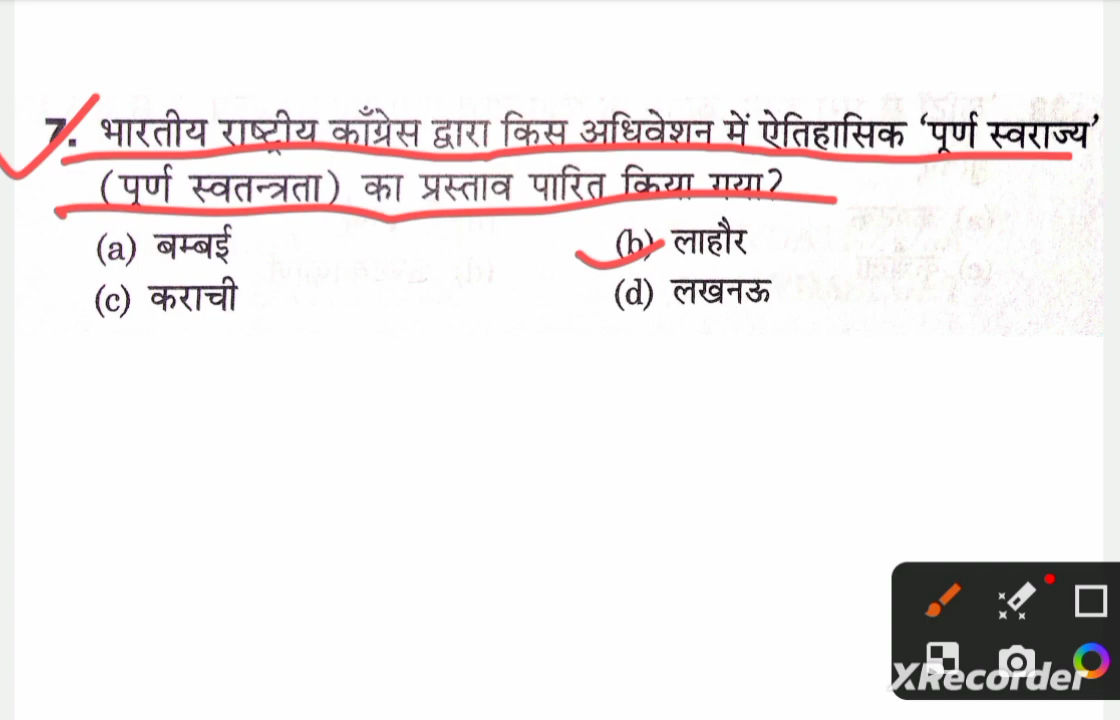 7. भारतीय राष्ट्रीय काँग्रेस द्वारा किस अधिवेशन में ऐतिहासिक ‘पूर्ण स्वराज्य’
(पूर्ण स्वतन्त्रता) का प्रस्ताव पारित किया गया?
(a) बम्बई (b) लाहौर
(c) कराची (d) लखनऊ
XRecorder